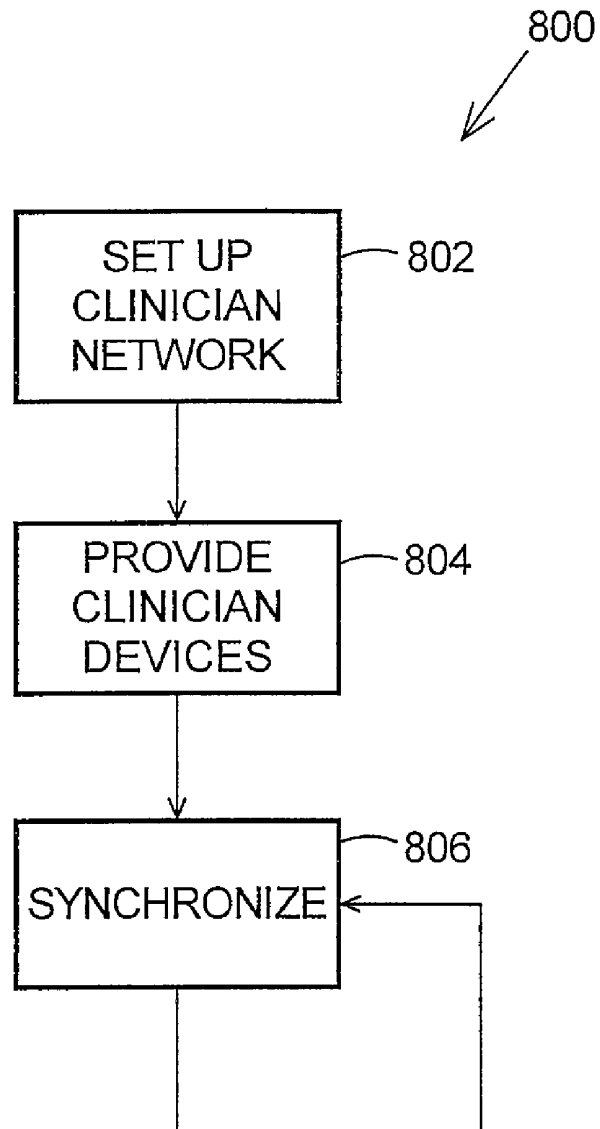 800
SET UP
CLINICIAN
NETWORK
802
PROVIDE
CLINICIAN
DEVICES
804
SYNCHRONIZE
806